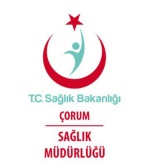 T.C. Sağlık Bakanlığı
ÇORUM
SAĞLIK
MÜDÜRLÜĞÜ